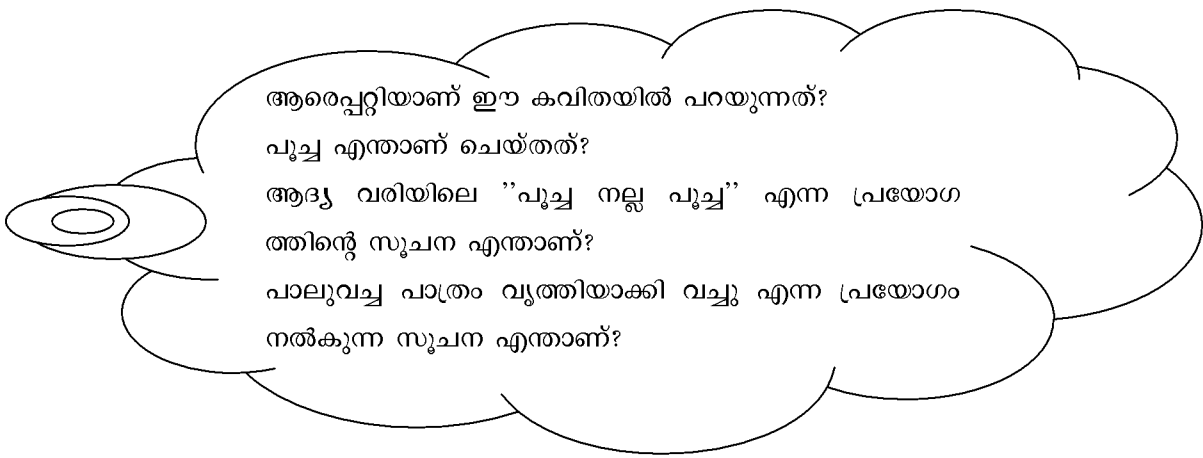 ആരെപ്പറ്റിയാണ് ഈ കവിതയിൽ പറയുന്നത്?
പൂച്ച എന്താണ് ചെയ്തത്?
ആദ്യ വരിയിലെ ''പൂച്ച നല്ല പൂച്ച'' എന്ന പ്രയോഗ
ത്തിന്റെ സൂചന എന്താണ്?
പാലുവച്ച പാത്രം വൃത്തിയാക്കി വച്ചു എന്ന പ്രയോഗം
നൽകുന്ന സൂചന എന്താണ്?